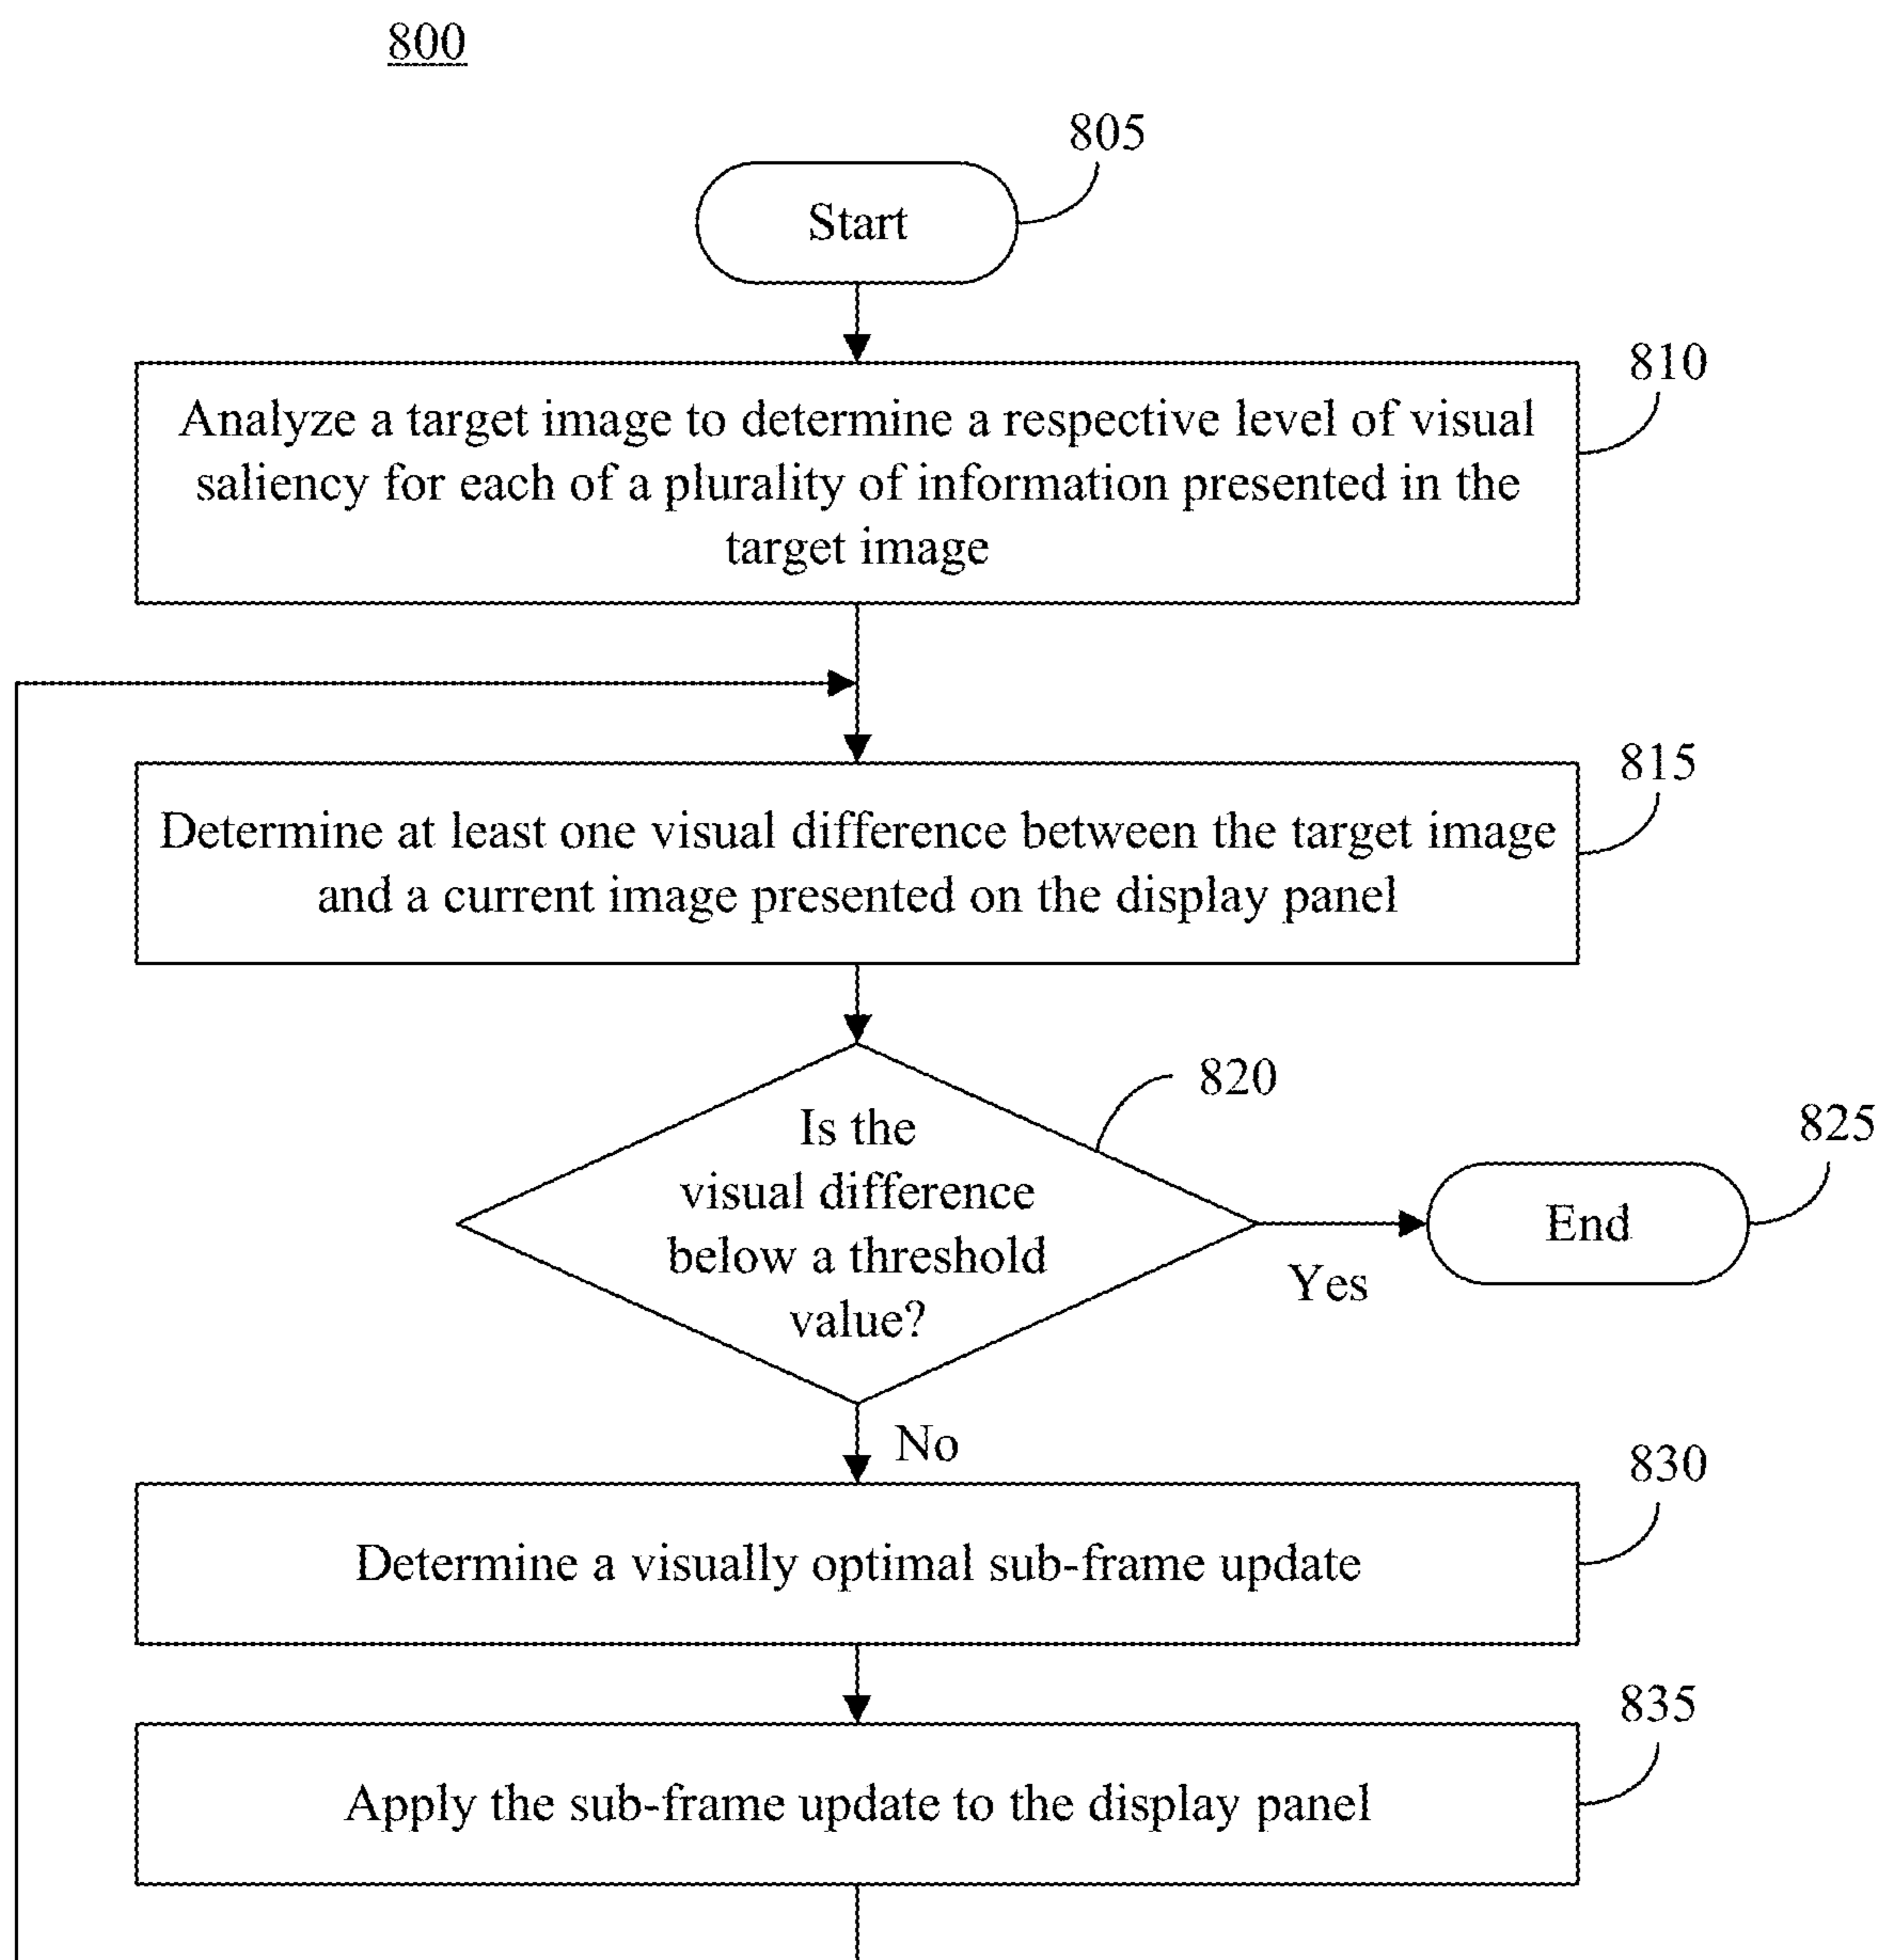 800
805
Start
810
Analyze a target image to determine a respective level of visual
saliency for each of a plurality of information presented in the
target image
815
Determine at least one visual difference between the target image
and a current image presented on the display panel
820
Is the
visual difference
below a threshold
value?
825
End
Yes
No
830
Determine a visually optimal sub-frame update
835
Apply the sub-frame update to the display panel